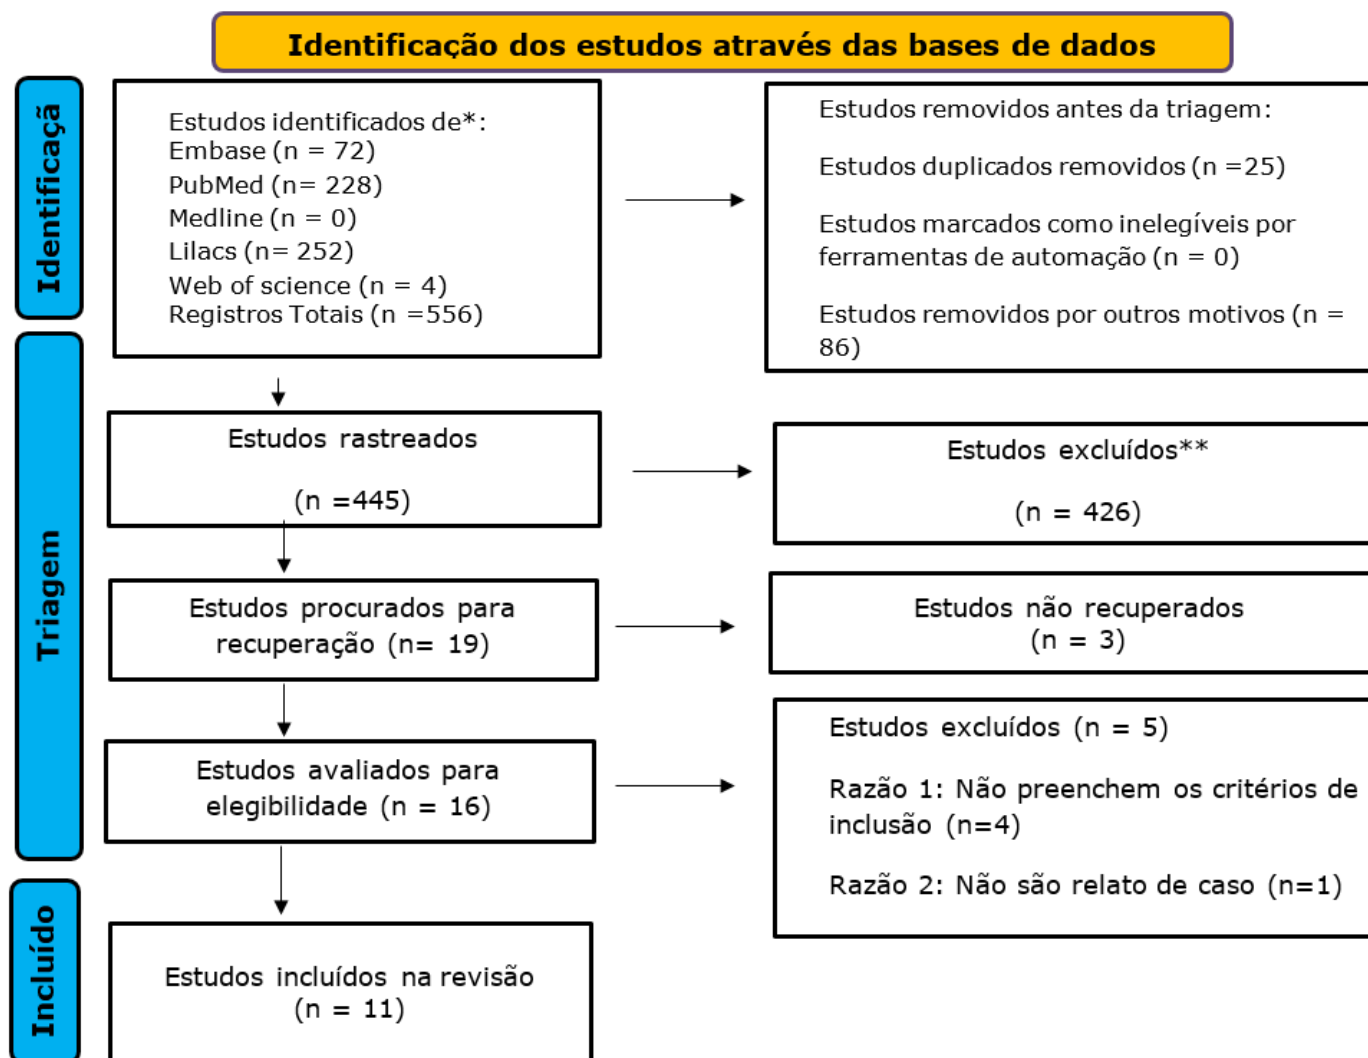 Identificação dos estudos através das bases de dados
Identificaçã
Estudos identificados de*:
Embase (n = 72)
PubMed (n= 228)
Medline (n = 0)
Lilacs (n= 252)
Web of science (n = 4)
Registros Totais (n =556)
Estudos removidos antes da triagem:
Estudos duplicados removidos (n =25)
Estudos marcados como inelegíveis por
ferramentas de automação (n = 0)
Estudos removidos por outros motivos (n =
86)
Triagem
Estudos rastreados
(n =445)
Estudos excluídos**
(n = 426)
Estudos procurados para
recuperação (n= 19)
Estudos não recuperados
(n = 3)
Estudos avaliados para
elegibilidade (n = 16)
Estudos excluídos (n = 5)
Razão 1: Não preenchem os critérios de
inclusão (n=4)
Razão 2: Não são relato de caso (n=1)
Incluído
Estudos incluídos na revisão
(n = 11)